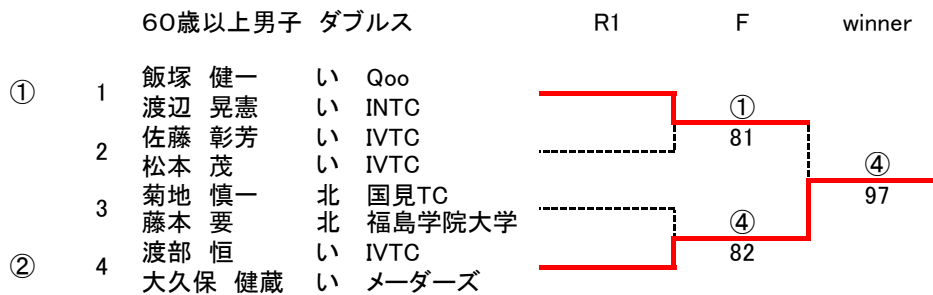 60歳以上男子 ダブルス R1 F winner
① 1 飯塚 健一 い Qoo
渡辺 晃憲 い INTC ①
2 佐藤 彰芳 い IVTC 81
松本 茂 い IVTC ④
3 菊地 慎一 北 国見TC 97
藤本 要 北 福島学院大学 ④
② 4 渡部 恒 い IVTC 82
大久保 健蔵 い メーダーズ